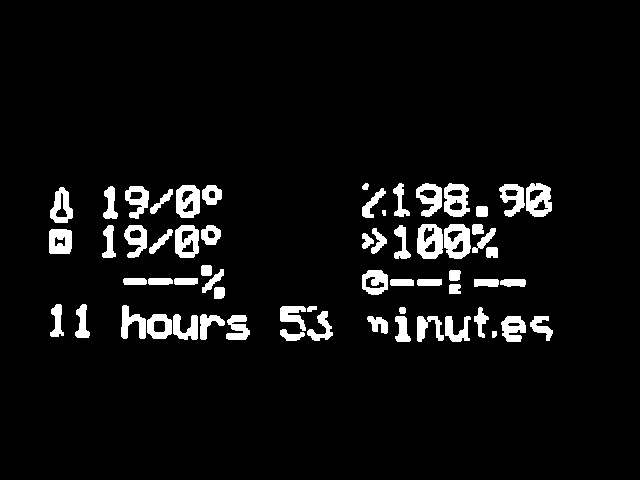 19/0° 198.90
19/0° »100%
---% --:--
11 hours 53 minutes